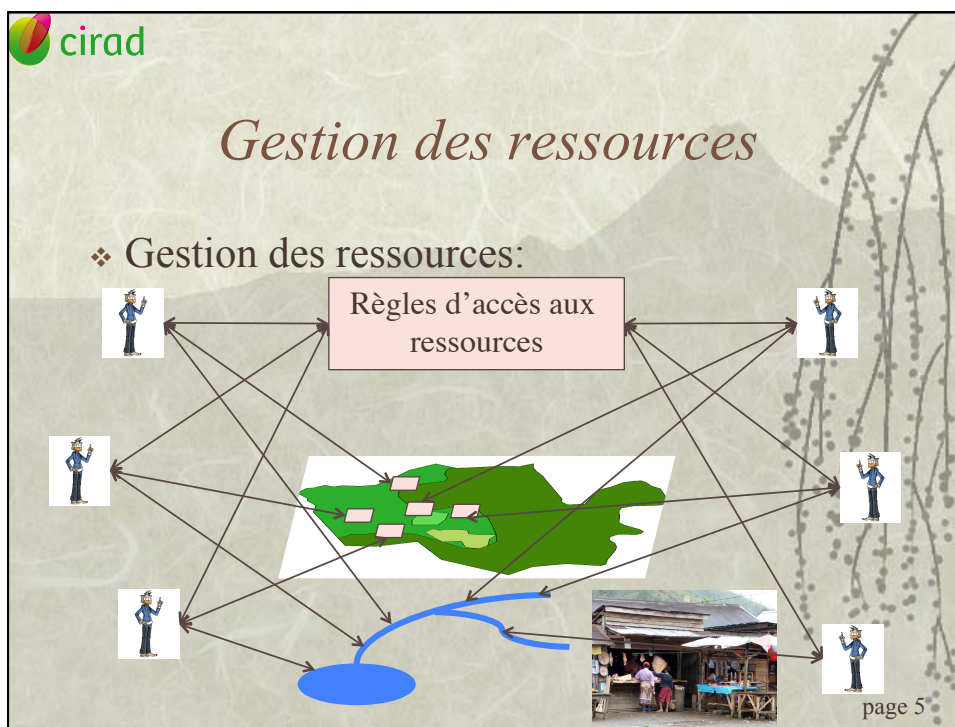 cirad
Gestion des ressources
❖ Gestion des ressources:
Règles d’accès aux
ressources
page 5